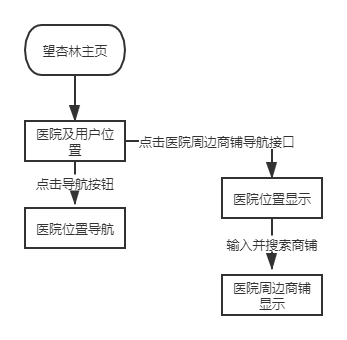 望杏林主页
医院及用户位
置
点击医院周边商铺导航接口
点击导航按钮
医院位置显示
医院位置导航
输入并搜索商铺
医院周边商铺
显示